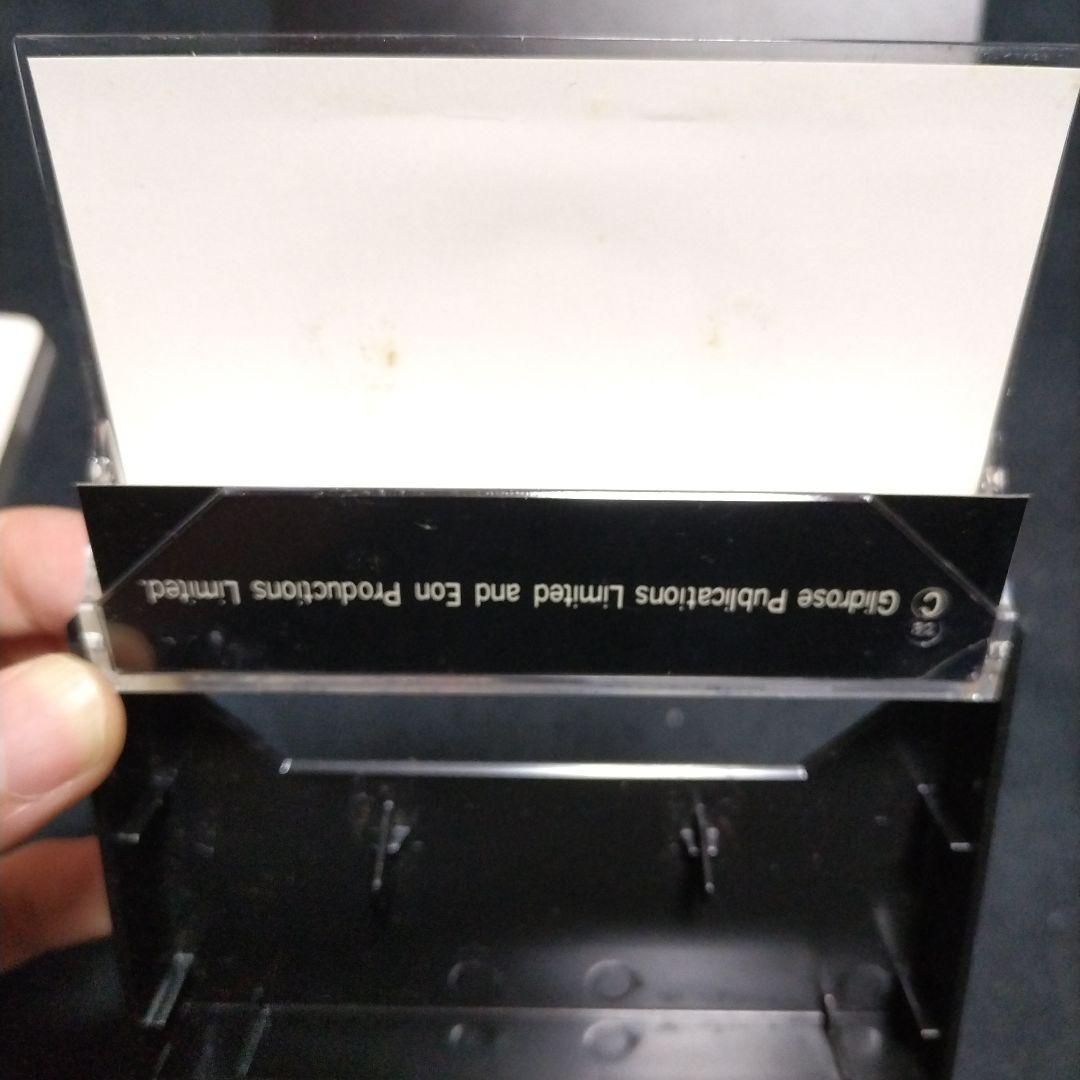 © Glidrose Publications Limited and Eon Productions Limited.